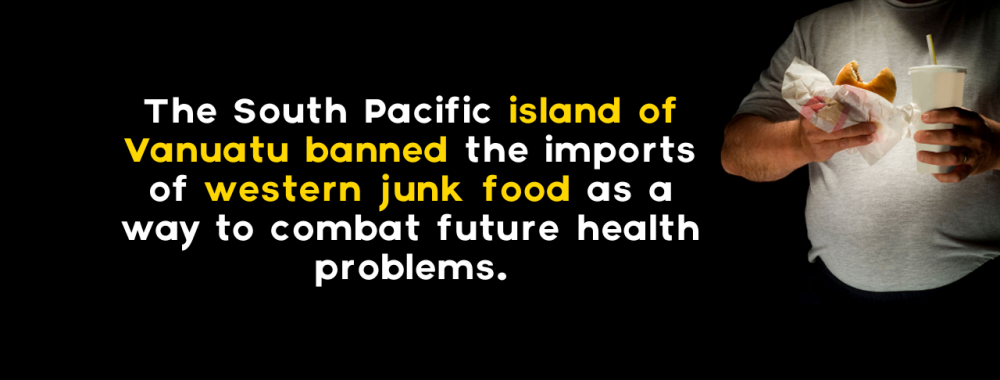 The South Pacific island of
Vanuatu banned the imports
of western junk food as a
way to combat future health
problems.